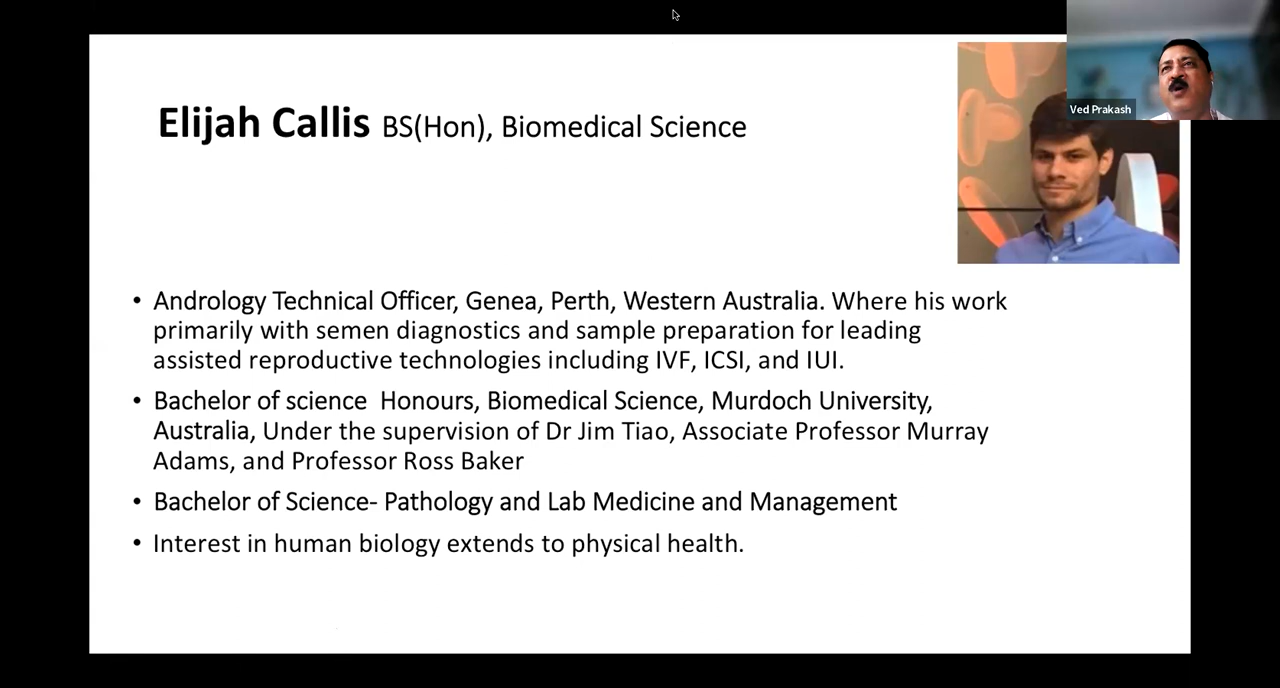 Ved Prakash
Elijah Callis BS(Hon), Biomedical Science
• Andrology Technical Officer, Genea, Perth, Western Australia. Where his work
primarily with semen diagnostics and sample preparation for leading
assisted reproductive technologies including IVF, ICSI, and IUI.
• Bachelor of science  Honours, Biomedical Science, Murdoch University,
Australia, Under the supervision of Dr Jim Tiao, Associate Professor Murray
Adams, and Professor Ross Baker
• Bachelor of Science- Pathology and Lab Medicine and Management
• Interest in human biology extends to physical health.